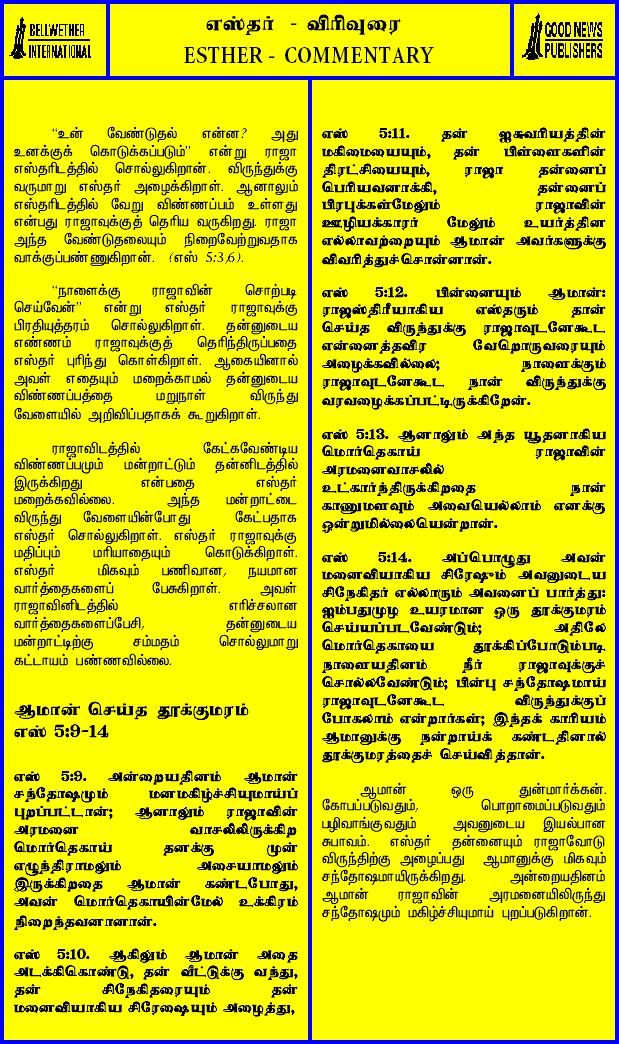 BELLWETHER
INTERNATIONAL
எஸ்தர் - விரிவுரை
ESTHER - COMMENTARY
GOOD NEWS
PUBLISHERS
“உன் வேண்டுதல் என்ன? அது
உனக்குக் கொடுக்கப்படும்” என்று ராஜா
எஸ்தரிடத்தில் சொல்லுகிறான். விருந்துக்கு
வருமாறு எஸ்தர் அழைக்கிறாள். ஆனாலும்
எஸ்தரிடத்தில் வேறு விண்ணப்பம் உள்ளது
என்பது ராஜாவுக்குத் தெரிய வருகிறது. ராஜா
அந்த வேண்டுதலையும் நிறைவேற்றுவதாக
வாக்குப்பண்ணுகிறான். (எஸ் 5:3,6).
“நாளைக்கு ராஜாவின் சொற்படி
செய்வேன்” என்று எஸ்தர் ராஜாவுக்கு
பிரதியுத்தரம் சொல்லுகிறாள். தன்னுடைய
எண்ணம் ராஜாவுக்குத் தெரிந்திருப்பதை
எஸ்தர் புரிந்து கொள்கிறாள். ஆகையினால்
அவள் எதையும் மறைக்காமல் தன்னுடைய
விண்ணப்பத்தை மறுநாள் விருந்து
வேளையில் அறிவிப்பதாகக் கூறுகிறாள்.
ராஜாவிடத்தில் கேட்கவேண்டிய
விண்ணப்பமும் மன்றாட்டும் தன்னிடத்தில்
இருக்கிறது என்பதை எஸ்தர்
மறைக்கவில்லை. அந்த மன்றாட்டை
விருந்து வேளையின்போது கேட்பதாக
எஸ்தர் சொல்லுகிறாள். எஸ்தர் ராஜாவுக்கு
மதிப்பும் மரியாதையும் கொடுக்கிறாள்.
எஸ்தர் மிகவும் பணிவான, நயமான
வார்த்தைகளைப் பேசுகிறாள். அவள்
ராஜாவினிடத்தில் எரிச்சலான
வார்த்தைகளைப்பேசி, தன்னுடைய
மன்றாட்டிற்கு சம்மதம் சொல்லுமாறு
கட்டாயம் பண்ணவில்லை.
ஆமான் செய்த தூக்குமரம்
எஸ் 5:9-14
எஸ் 5:9. அன்றையதினம் ஆமான்
சந்தோஷமும் மனமகிழ்ச்சியுமாய்ப்
புறப்பட்டான்; ஆனாலும் ராஜாவின்
அரமனை வாசலிலிருக்கிற
மொர்தெகாய் தனக்கு முன்
எழுந்திராமலும் அசையாமலும்
இருக்கிறதை ஆமான் கண்டபோது,
அவன் மொர்தெகாயின்மேல் உக்கிரம்
நிறைந்தவனானான்.
எஸ் 5:10. ஆகிலும் ஆமான் அதை
அடக்கிகொண்டு, தன் வீட்டுக்கு வந்து,
தன் சிநேகிதரையும் தன்
மனைவியாகிய சிரேஷையும் அழைத்து,
எஸ் 5:11. தன் ஐசுவரியத்தின்
மகிமையையும், தன் பிள்ளைகளின்
திரட்சியையும், ராஜா தன்னைப்
பெரியவனாக்கி, தன்னைப்
பிரபுக்கள்மேலும் ராஜாவின்
ஊழியக்காரர் மேலும் உயர்த்தின
எல்லாவற்றையும் ஆமான் அவர்களுக்கு
விவரித்துச்சொன்னான்.
எஸ் 5:12. பின்னையும் ஆமான்:
ராஜஸ்திரீயாகிய எஸ்தரும் தான்
செய்த விருந்துக்கு ராஜாவுடனேகூட
என்னைத்தவிர வேறொருவரையும்
அழைக்கவில்லை; நாளைக்கும்
ராஜாவுடனேகூட நான் விருந்துக்கு
வரவழைக்கப்பட்டிருக்கிறேன்.
எஸ் 5:13. ஆனாலும் அந்த யூதனாகிய
மொர்தெகாய் ராஜாவின்
அரமனைவாசலில்
உட்கார்ந்திருக்கிறதை நான்
காணுமளவும் அவையெல்லாம் எனக்கு
ஒன்றுமில்லையென்றான்.
எஸ் 5:14. அப்பொழுது அவன்
மனைவியாகிய சிரேஷும் அவனுடைய
சிநேகிதர் எல்லாரும் அவனைப் பார்த்து:
ஐம்பதுமுழ உயரமான ஒரு தூக்குமரம்
செய்யப்படவேண்டும்; அதிலே
மொர்தெகாயை தூக்கிப்போடும்படி
நாளையதினம் நீர் ராஜாவுக்குச்
சொல்லவேண்டும்; பின்பு சந்தோஷமாய்
ராஜாவுடனேகூட விருந்துக்குப்
போகலாம் என்றார்கள்; இந்தக் காரியம்
ஆமானுக்கு நன்றாய்க் கண்டதினால்
தூக்குமரத்தைச் செய்வித்தான்.
ஆமான் ஒரு துன்மார்க்கன்.
கோபப்படுவதும், பொறாமைப்படுவதும்
பழிவாங்குவதும் அவனுடைய இயல்பான
சுபாவம். எஸ்தர் தன்னையும் ராஜாவோடு
விருந்திற்கு அழைப்பது ஆமானுக்கு மிகவும்
சந்தோஷமாயிருக்கிறது. அன்றையதினம்
ஆமான் ராஜாவின் அரமனையிலிருந்து
சந்தோஷமும் மகிழ்ச்சியுமாய் புறப்படுகிறான்.